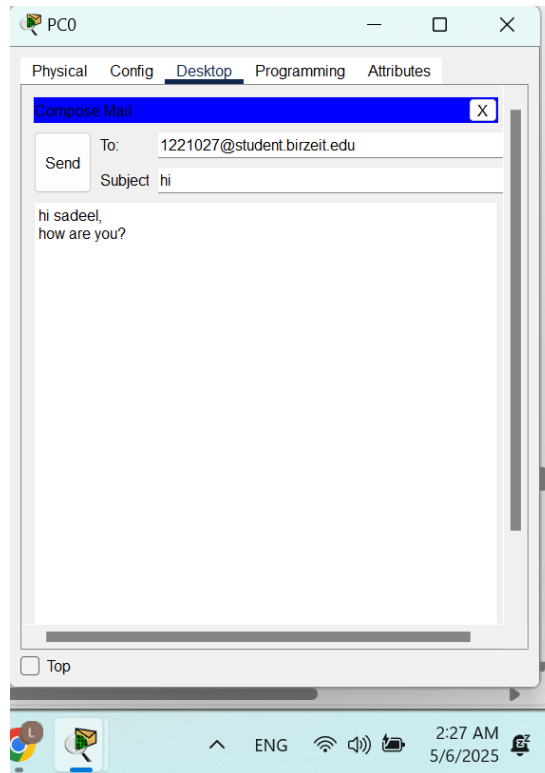 PC0
Physical Config Desktop Programming Attributes
Compose Mail
X
Send
To: 1221027@student.birzeit.edu
Subject hi
hi sadeel,
how are you?
Top
L
ENG
2:27 AM
5/6/2025